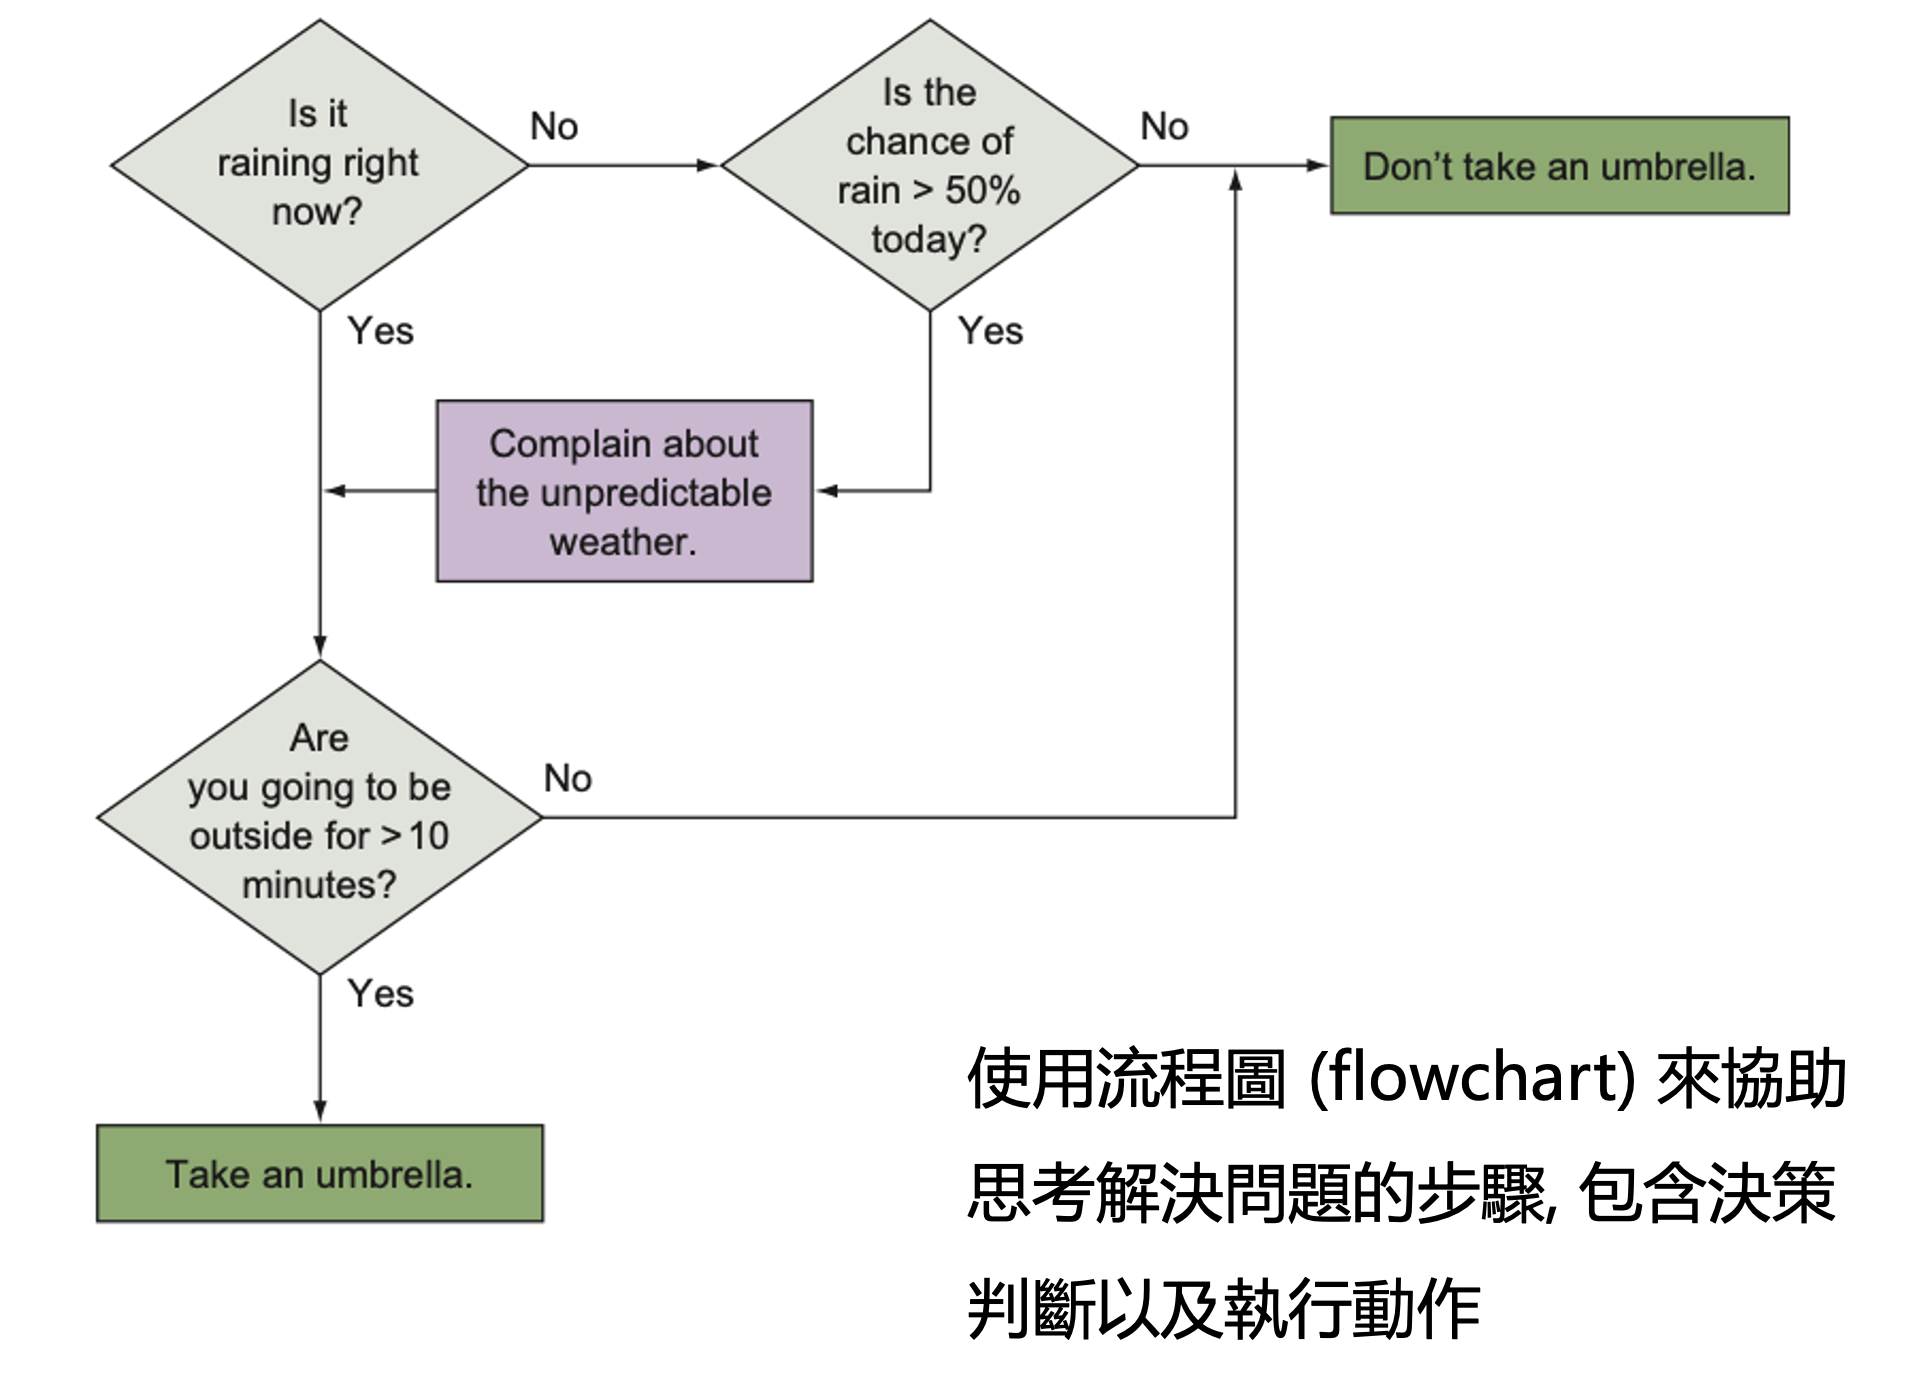 Is it
raining right
now?
No
Is the
chance of
rain > 50%
today?
No
Don’t take an umbrella.
Yes
Yes
Complain about
the unpredictable
weather.
Are
you going to be
outside for >10
minutes?
No
Yes
Take an umbrella.
使用流程圖 (flowchart) 來協助
思考解決問題的步驟, 包含決策
判斷以及執行動作